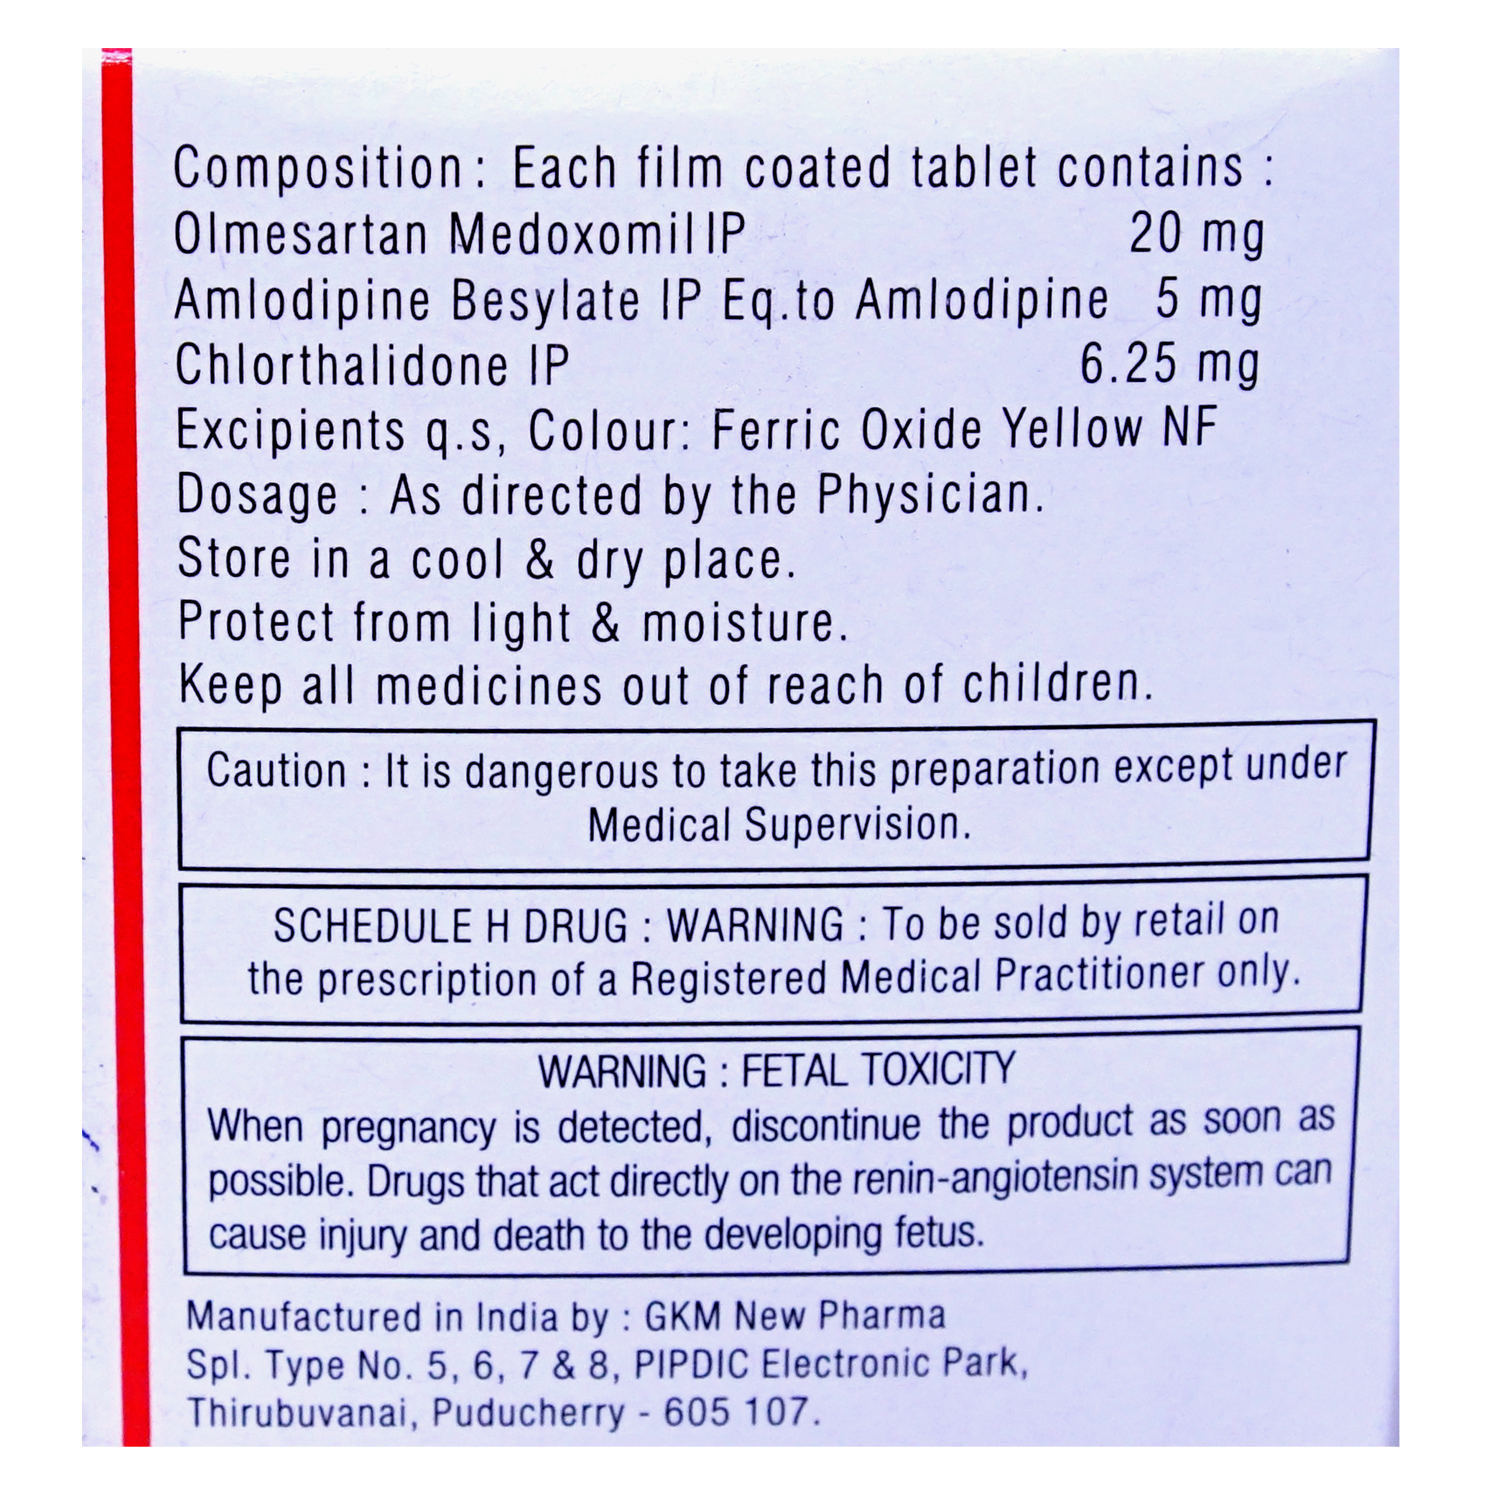 Composition : Each film coated tablet contains :
Olmesartan Medoxomil IP 20 mg
Amlodipine Besylate IP Eq.to Amlodipine 5 mg
Chlorthalidone IP 6.25 mg
Excipients q.s, Colour: Ferric Oxide Yellow NF
Dosage : As directed by the Physician.
Store in a cool & dry place.
Protect from light & moisture.
Keep all medicines out of reach of children.
Caution : It is dangerous to take this preparation except under
Medical Supervision.
SCHEDULE H DRUG : WARNING : To be sold by retail on
the prescription of a Registered Medical Practitioner only.
WARNING : FETAL TOXICITY
When pregnancy is detected, discontinue the product as soon as
possible. Drugs that act directly on the renin-angiotensin system can
cause injury and death to the developing fetus.
Manufactured in India by : GKM New Pharma
Spl. Type No. 5, 6, 7 & 8, PIPDIC Electronic Park,
Thirubuvanai, Puducherry - 605 107.